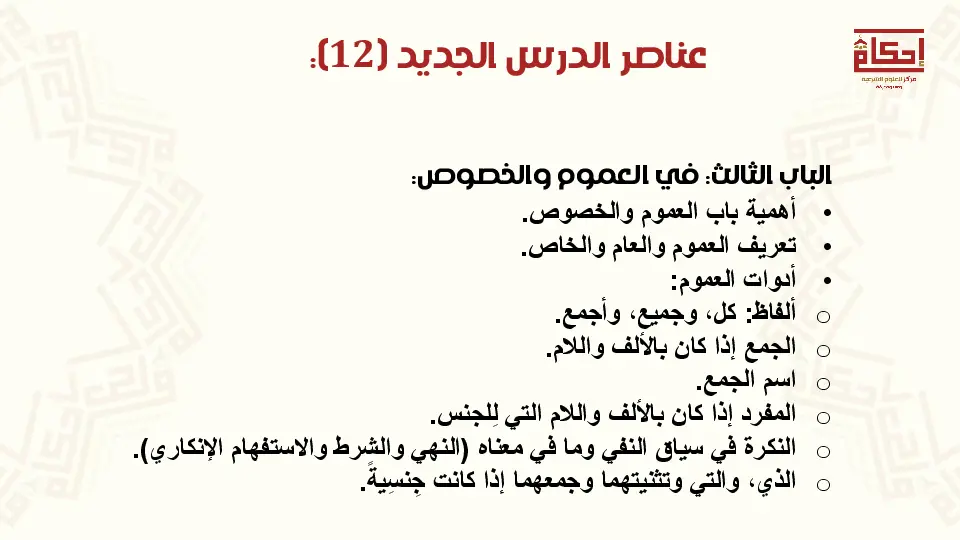 عناصر الدرس الجديد (12):
إحكام
مركز للعلوم الشرعية
الباب الثالث: في العموم والخصوص:
• أهمية باب العموم والخصوص.
• تعريف العموم والعام والخاص.
• أدوات العموم:
o ألفاظ: كل، وجميع، وأجمع.
o الجمع إذا كان بالألف واللام.
o اسم الجمع.
o المفرد إذا كان بالألف واللام التي لِلجنس.
o النكرة في سياق النفي وما في معناه (النهي والشرط والاستفهام الإنكاري).
o الذي، والتي وتثنيتهما وجمعهما إذا كانت جِنسِيةً.